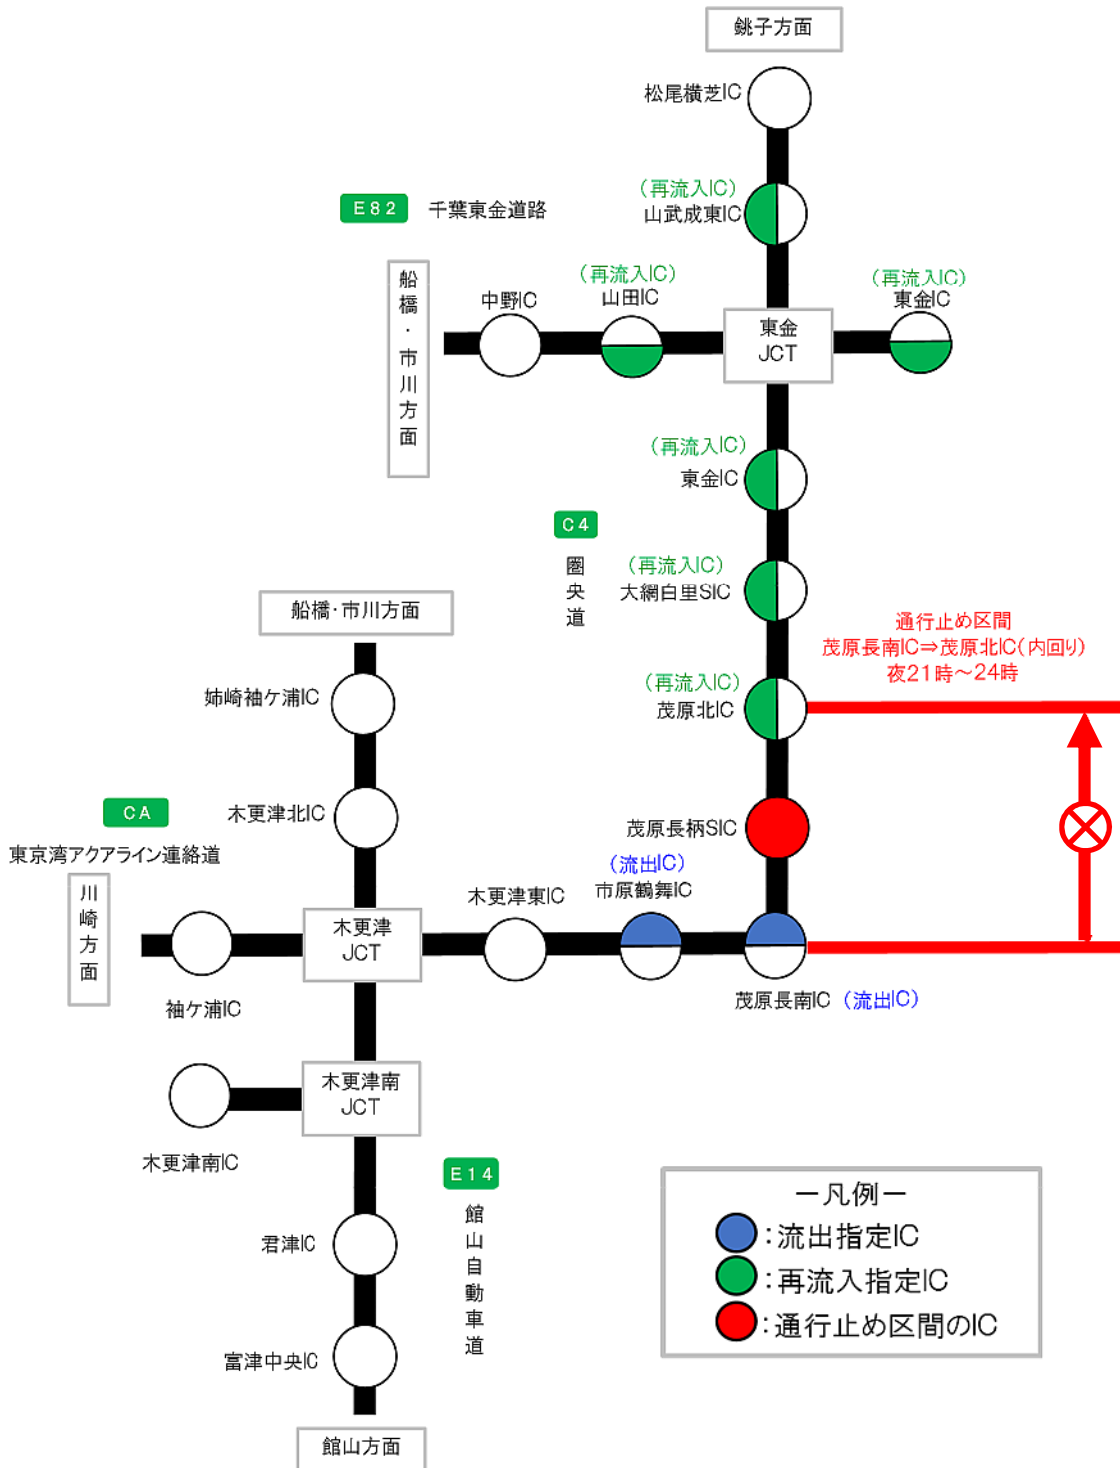 銚子方面
松尾横芝IC
(再流入IC)
山武成東IC
E82 千葉東金道路
船橋・市川方面
中野IC
(再流入IC)
山田IC
東金
JCT
(再流入IC)
東金IC
(再流入IC)
東金IC
C4
圏央道
(再流入IC)
大網白里SIC
船橋・市川方面
通行止め区間
茂原長南IC⇒茂原北IC(内回り)
夜21時～24時
(再流入IC)
茂原北IC
姉崎袖ケ浦IC
CA
東京湾アクアライン連絡道
木更津北IC
茂原長柄SIC
川崎方面
袖ケ浦IC
木更津
JCT
木更津東IC
(流出IC)
市原鶴舞IC
茂原長南IC (流出IC)
木更津南
JCT
木更津南IC
E14
館山自動車道
君津IC
富津中央IC
館山方面
－凡例－
：流出指定IC
：再流入指定IC
：通行止め区間のIC